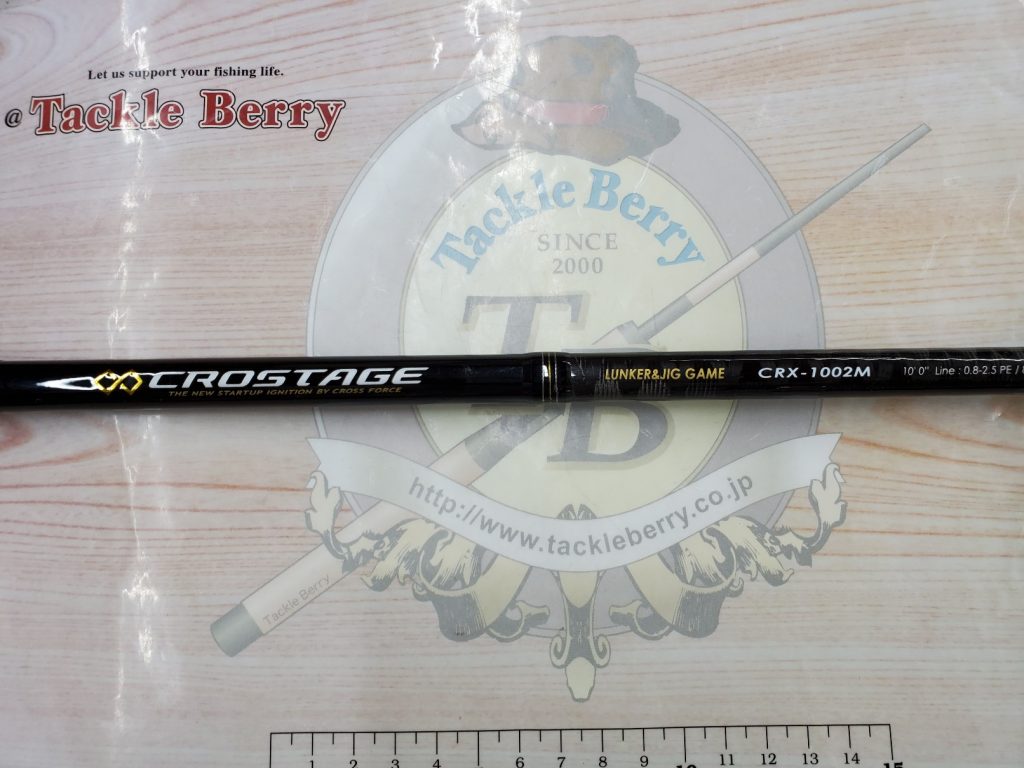 Let us support your fishing life.
@ Tackle Berry
Tackle Berry
SINCE
2000
TB
CROSTAGE
THE NEW STARTUP IGNITION BY CROSS FORCE
LUNKER&JIG GAME CRX-1002M 10' 0" Line : 0.8-2.5 PE /
http://www.tackleberry.co.jp
Tackle Berry
1 2 3 4 5 6 7 8 9 10 11 12 13 14 15